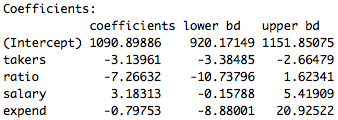 Coefficients:
coefficients lower bd upper bd
(Intercept) 1090.89886 920.17149 1151.85075
takers -3.13961 -3.38485 -2.66479
ratio -7.26632 -10.73796 1.62341
salary 3.18313 -0.15788 5.41909
expend -0.79753 -8.88001 20.92522